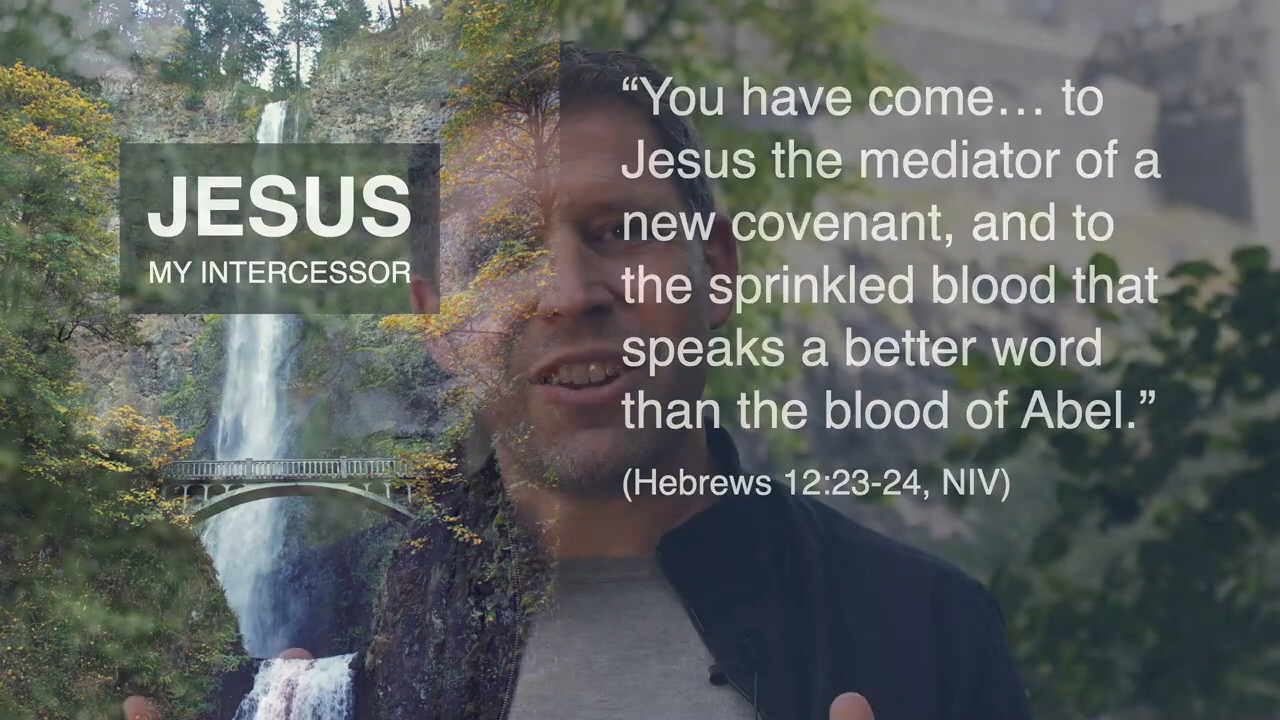 JESUS
MY INTERCESSOR
“You have come… to
Jesus the mediator of a
new covenant, and to
the sprinkled blood that
speaks a better word
than the blood of Abel.”
(Hebrews 12:23-24, NIV)